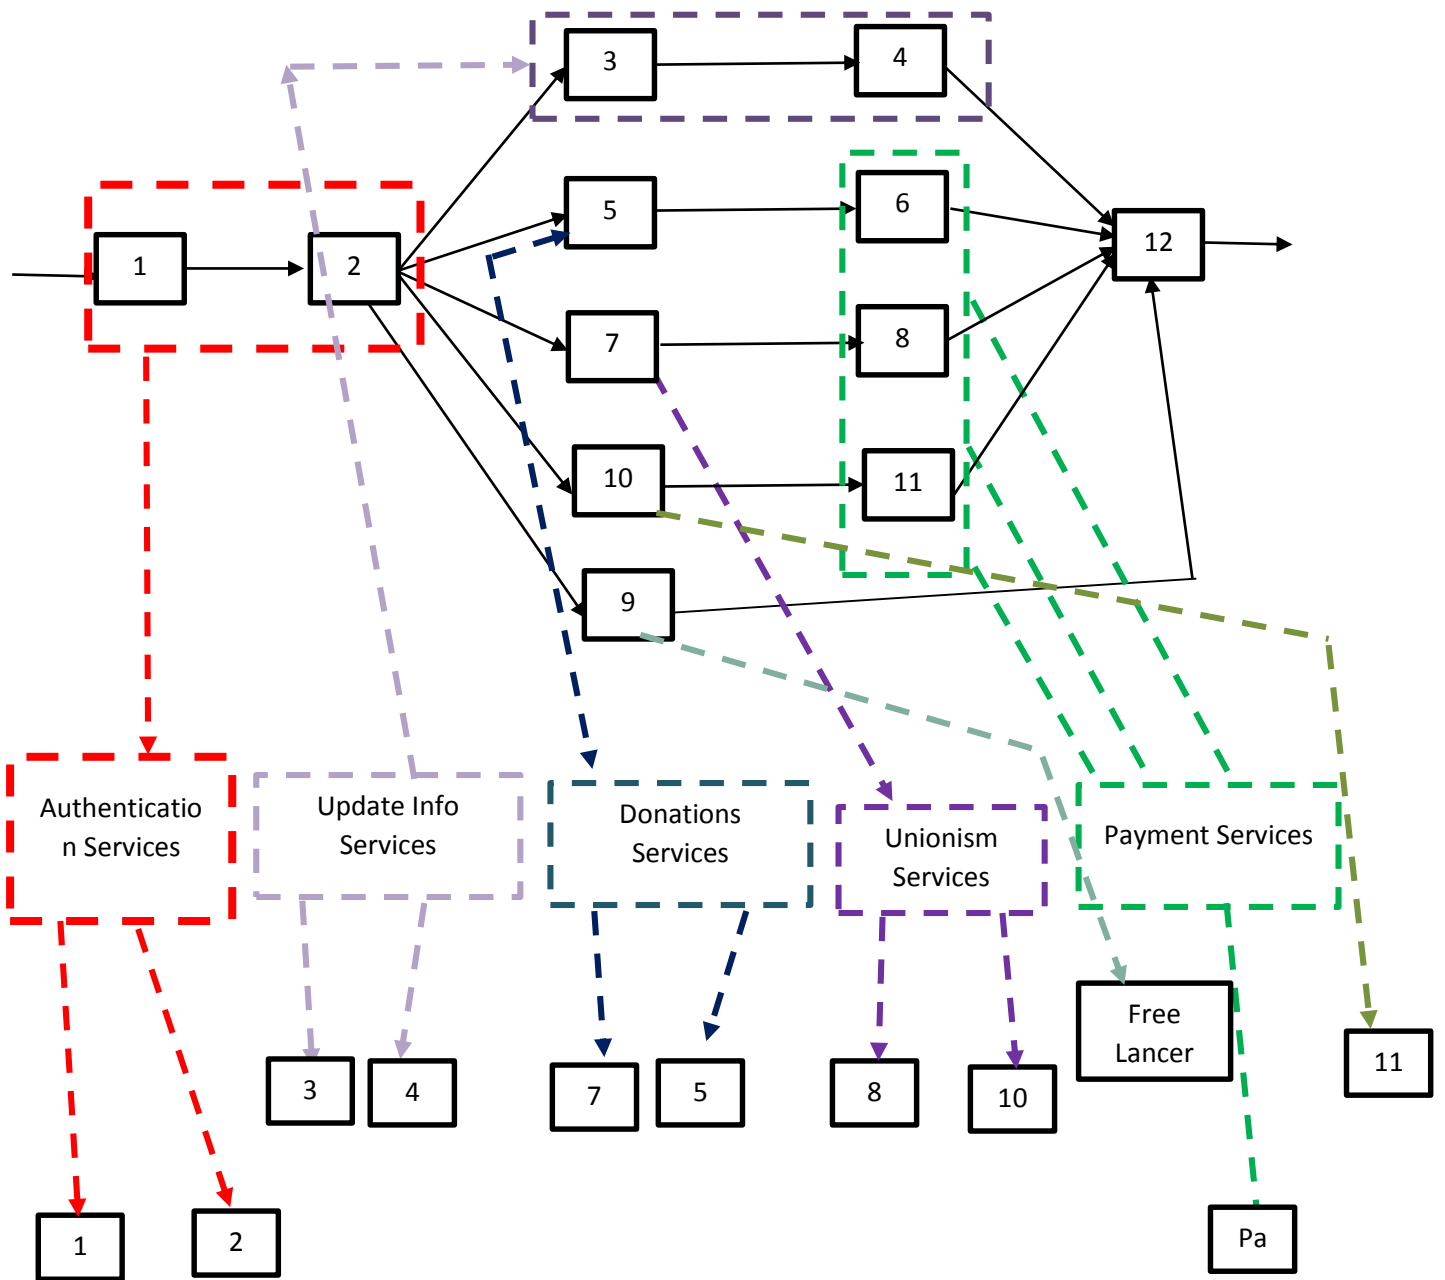 3
4
5
6
12
1
2
7
8
10
11
9
Authenticatio
n Services
Update Info
Services
Donations
Services
Unionism
Services
Payment Services
Free
Lancer
3
4
7
5
8
10
11
1
2
Pa